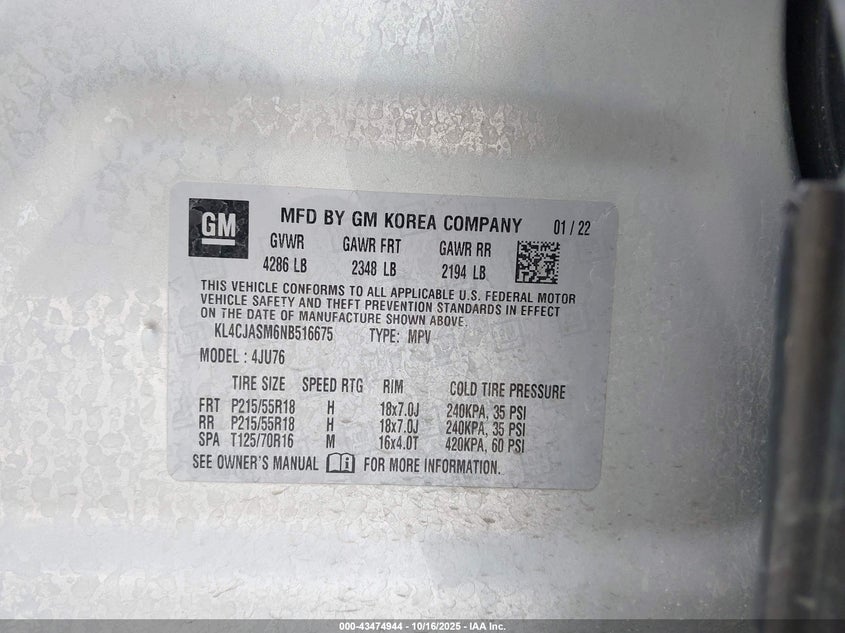 GM
MFD BY GM KOREA COMPANY 01 / 22
GVWR GAWR FRT GAWR RR
4286 LB 2348 LB 2194 LB
THIS VEHICLE CONFORMS TO ALL APPLICABLE U.S. FEDERAL MOTOR
VEHICLE SAFETY AND THEFT PREVENTION STANDARDS IN EFFECT
ON THE DATE OF MANUFACTURE SHOWN ABOVE.
KL4CJASM6NB516675 TYPE: MPV
MODEL : 4JU76
TIRE SIZE SPEED RTG RIM COLD TIRE PRESSURE
FRT P215/55R18 H 18x7.0J 240KPA, 35 PSI
RR P215/55R18 H 18x7.0J 240KPA, 35 PSI
SPA T125/70R16 M 16x4.0T 420KPA, 60 PSI
SEE OWNER'S MANUAL FOR MORE INFORMATION.
000-43474944 - 10/16/2025 - IAA Inc.